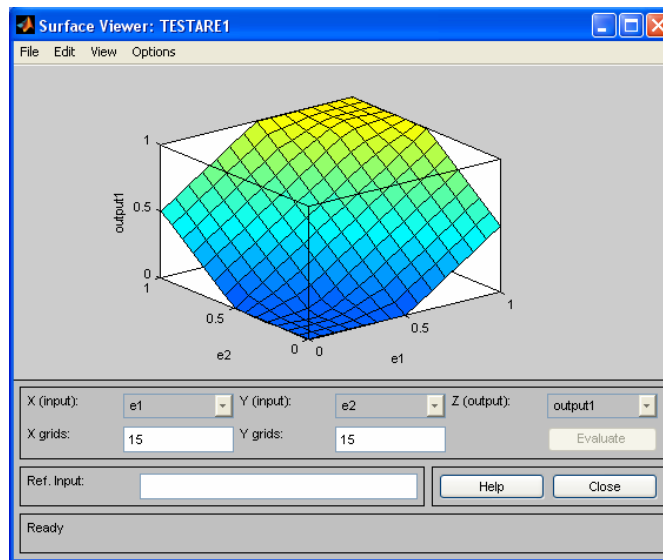 Surface Viewer: TESTARE1
File Edit View Options
1
0.5
0
output1
1
0.5
0
e2
0
0.5
1
e1
X (input): e1 Y (input): e2 Z (output): output1
X grids: 15 Y grids: 15 Evaluate
Ref. Input: Help Close
Ready